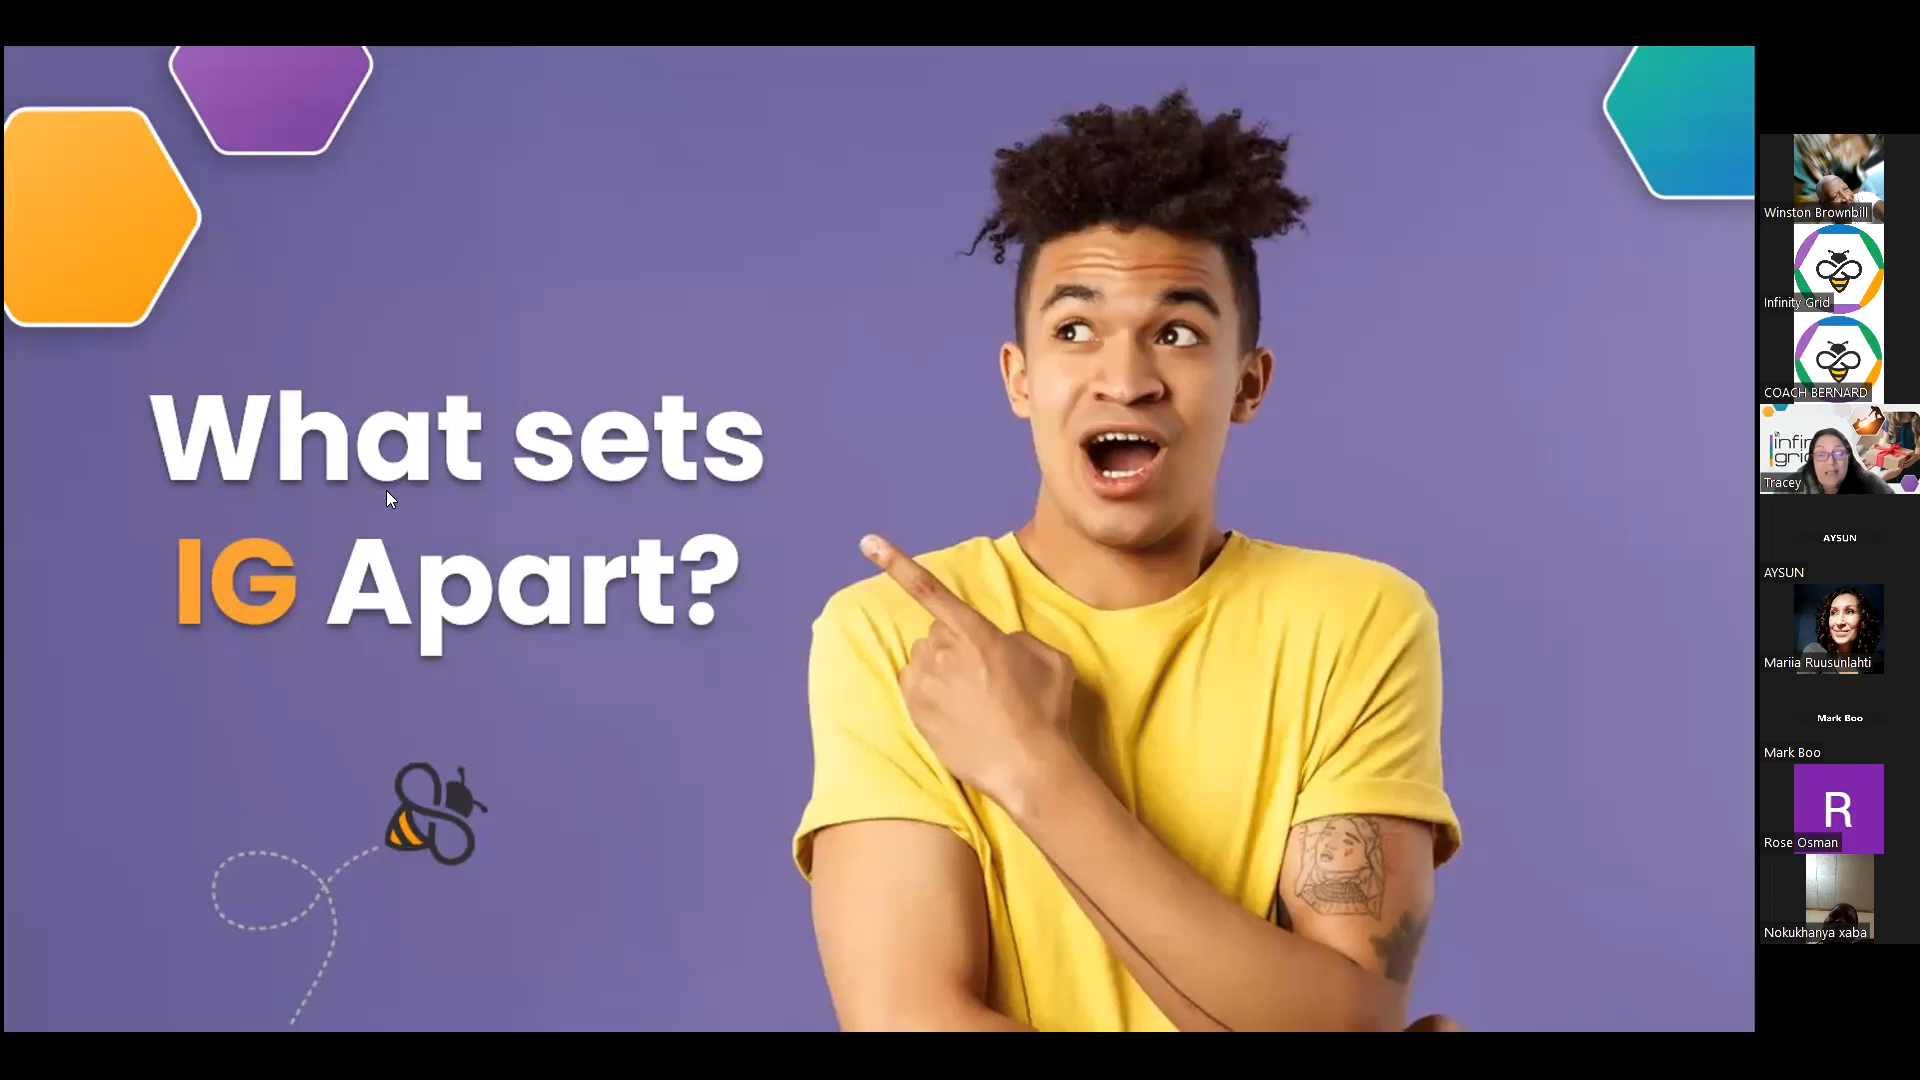 What sets
IG Apart?
Winston Brownbill
Infinity Grid
COACH BERNARD
Tracey
AYSUN
AYSUN
Mariia Ruusunlahti
Mark Boo
Mark Boo
R
Rose Osman
Nokukhanya xaba